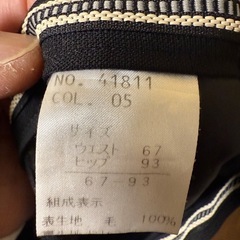 NO. 41811
COL. 05
サイズ
ウエスト 67
ヒップ 93
67 93
組成表示
表生地 毛 100%